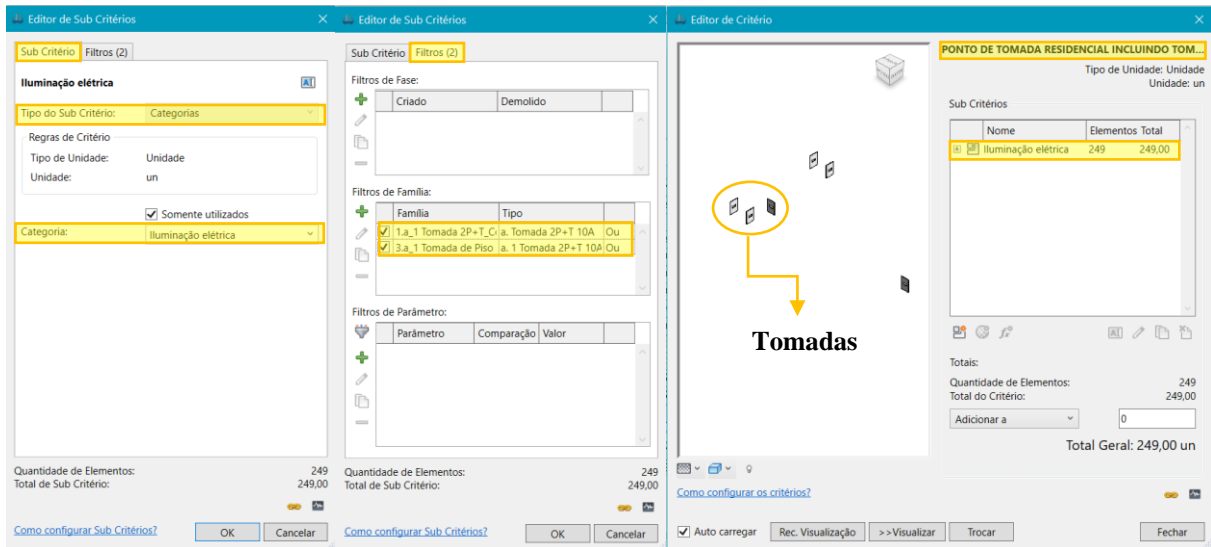 Editor de Sub Critérios
Sub Critério Filtros (2)
Iluminação elétrica
Tipo do Sub Critério: Categorias
Regras de Critério
Tipo de Unidade: Unidade
Unidade: un
Somente utilizados
Categoria: Iluminação elétrica
Quantidade de Elementos: 249
Total de Sub Critério: 249,00
Como configurar Sub Critérios?
OK Cancelar
Editor de Sub Critérios
Sub Critério Filtros (2)
Filtros de Fase:
Criado Demolido
Filtros de Família:
Família Tipo
1.a_1 Tomada 2P+T_Co a. Tomada 2P+T 10A Ou
3.a_1 Tomada de Piso a. 1 Tomada 2P+T 10A Ou
Filtros de Parâmetro:
Parâmetro Comparação Valor
Quantidade de Elementos: 249
Total de Sub Critério: 249,00
Como configurar Sub Critérios?
OK Cancelar
Editor de Critério
PONTO DE TOMADA RESIDENCIAL INCLUINDO TOM...
Tipo de Unidade: Unidade
Unidade: un
Sub Critérios
Nome Elementos Total
Iluminação elétrica 249 249,00
Tomadas
Totais:
Quantidade de Elementos: 249
Total do Critério: 249,00
Adicionar a 0
Total Geral: 249,00 un
Como configurar os critérios?
Auto carregar Rec. Visualização >>Visualizar Trocar Fechar